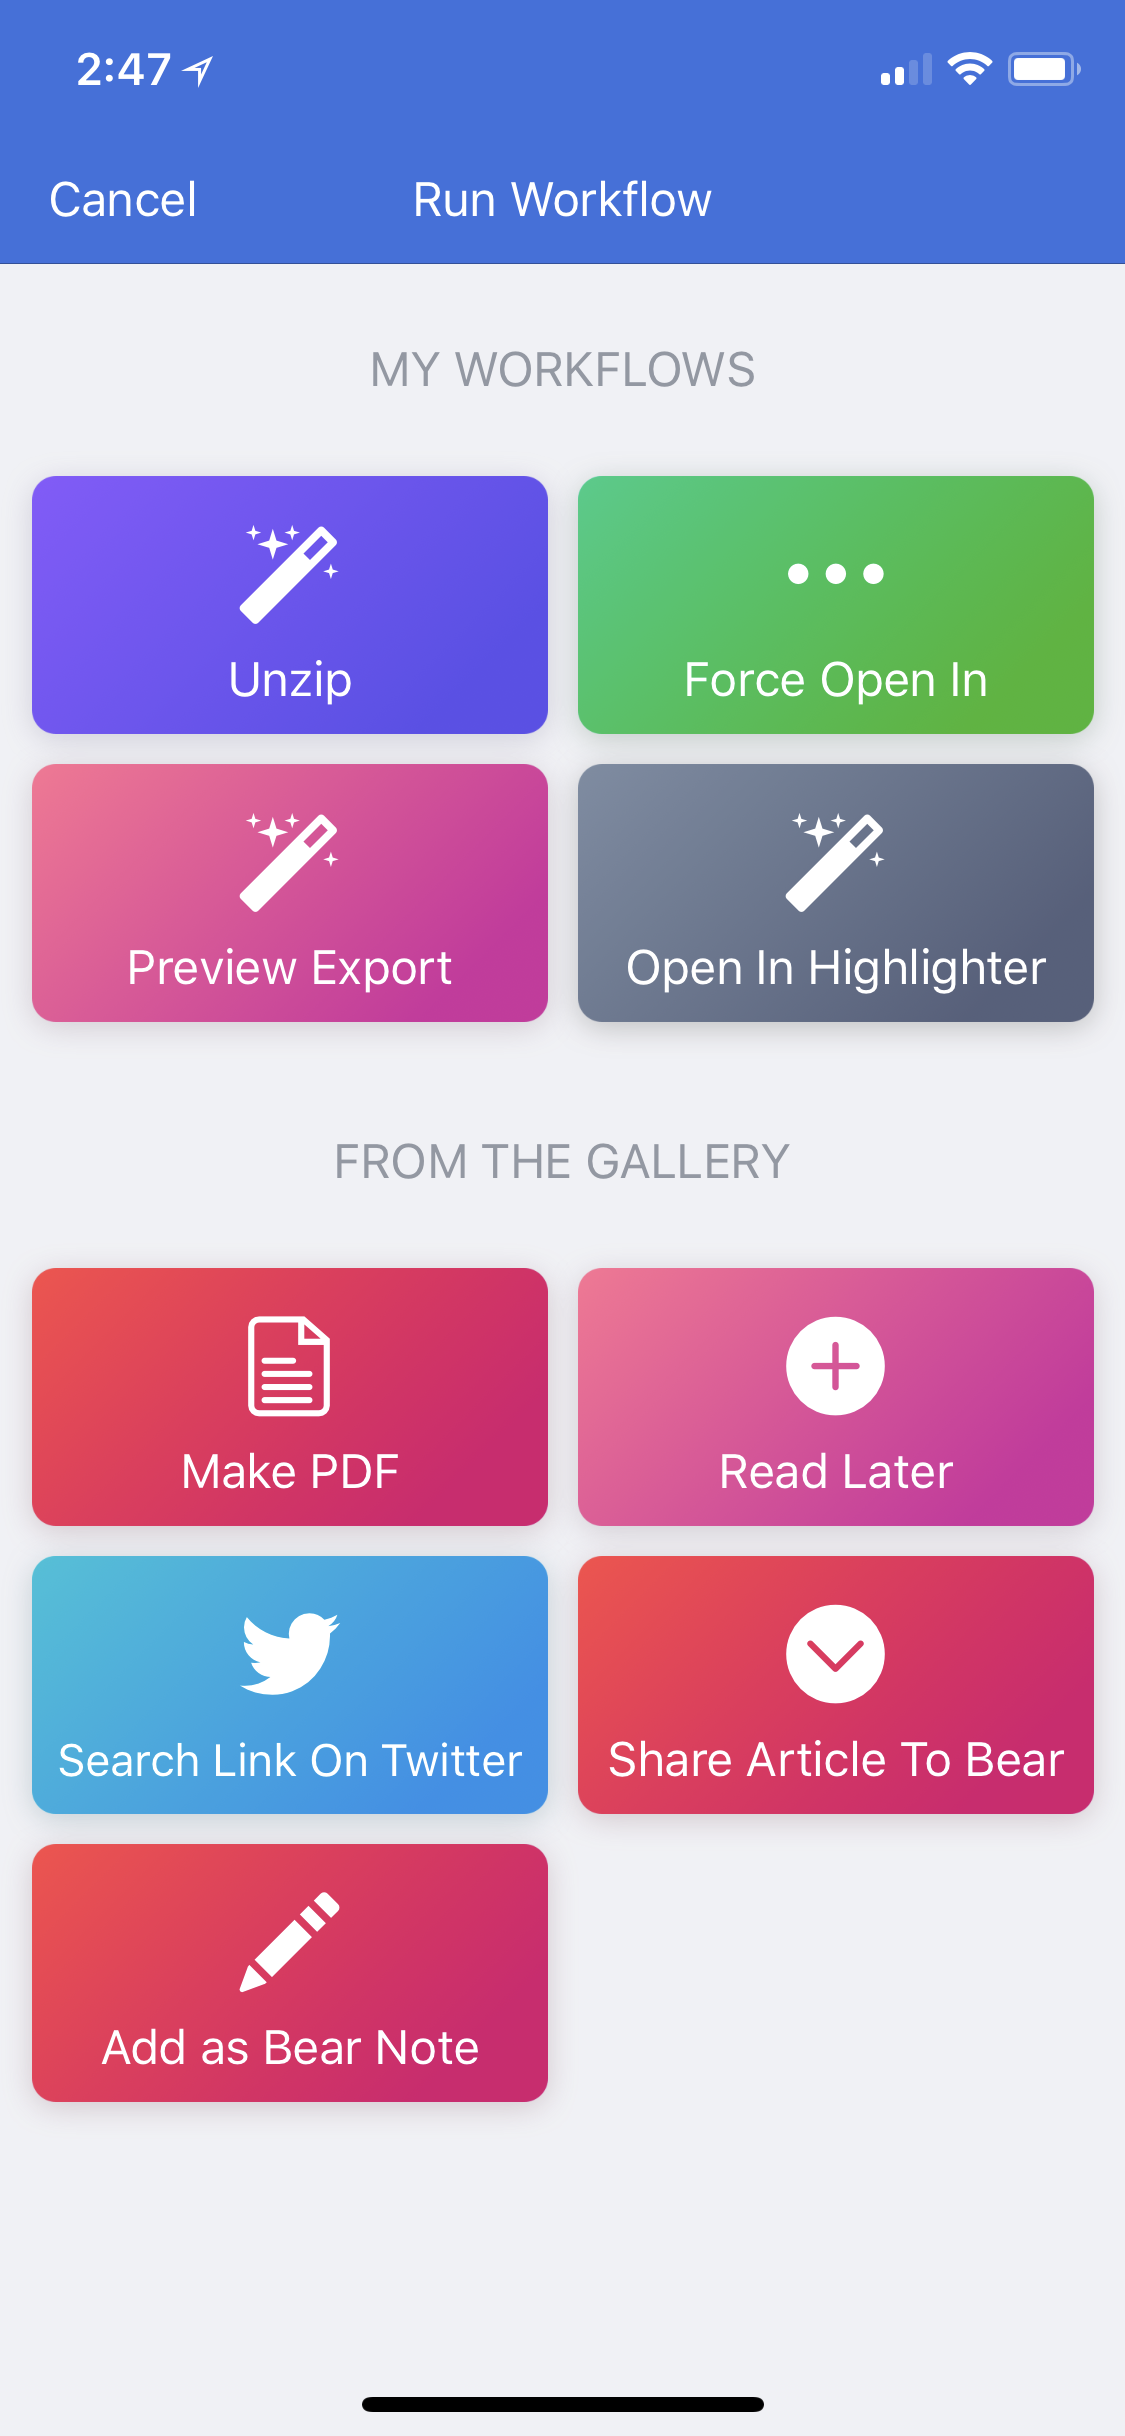 2:47
Cancel
Run Workflow
MY WORKFLOWS
Unzip
Force Open In
Preview Export
Open In Highlighter
FROM THE GALLERY
Make PDF
Read Later
Search Link On Twitter
Share Article To Bear
Add as Bear Note